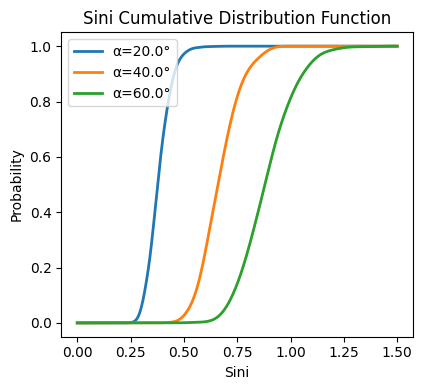 Sini Cumulative Distribution Function
1.0
0.8
0.6
0.4
0.2
0.0
Probability
α=20.0°
α=40.0°
α=60.0°
0.00 0.25 0.50 0.75 1.00 1.25 1.50
Sini